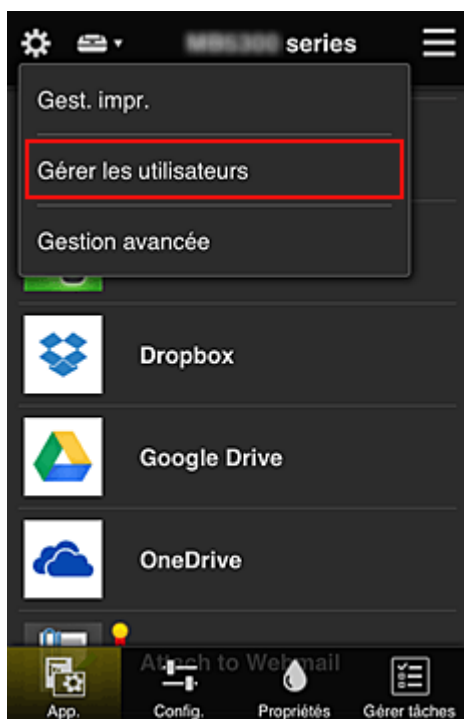 series
Gest. impr.
Gérer les utilisateurs
Gestion avancée
Dropbox
Google Drive
OneDrive
Attach to Webmail
App.
Config.
Propriétés
Gérer tâches